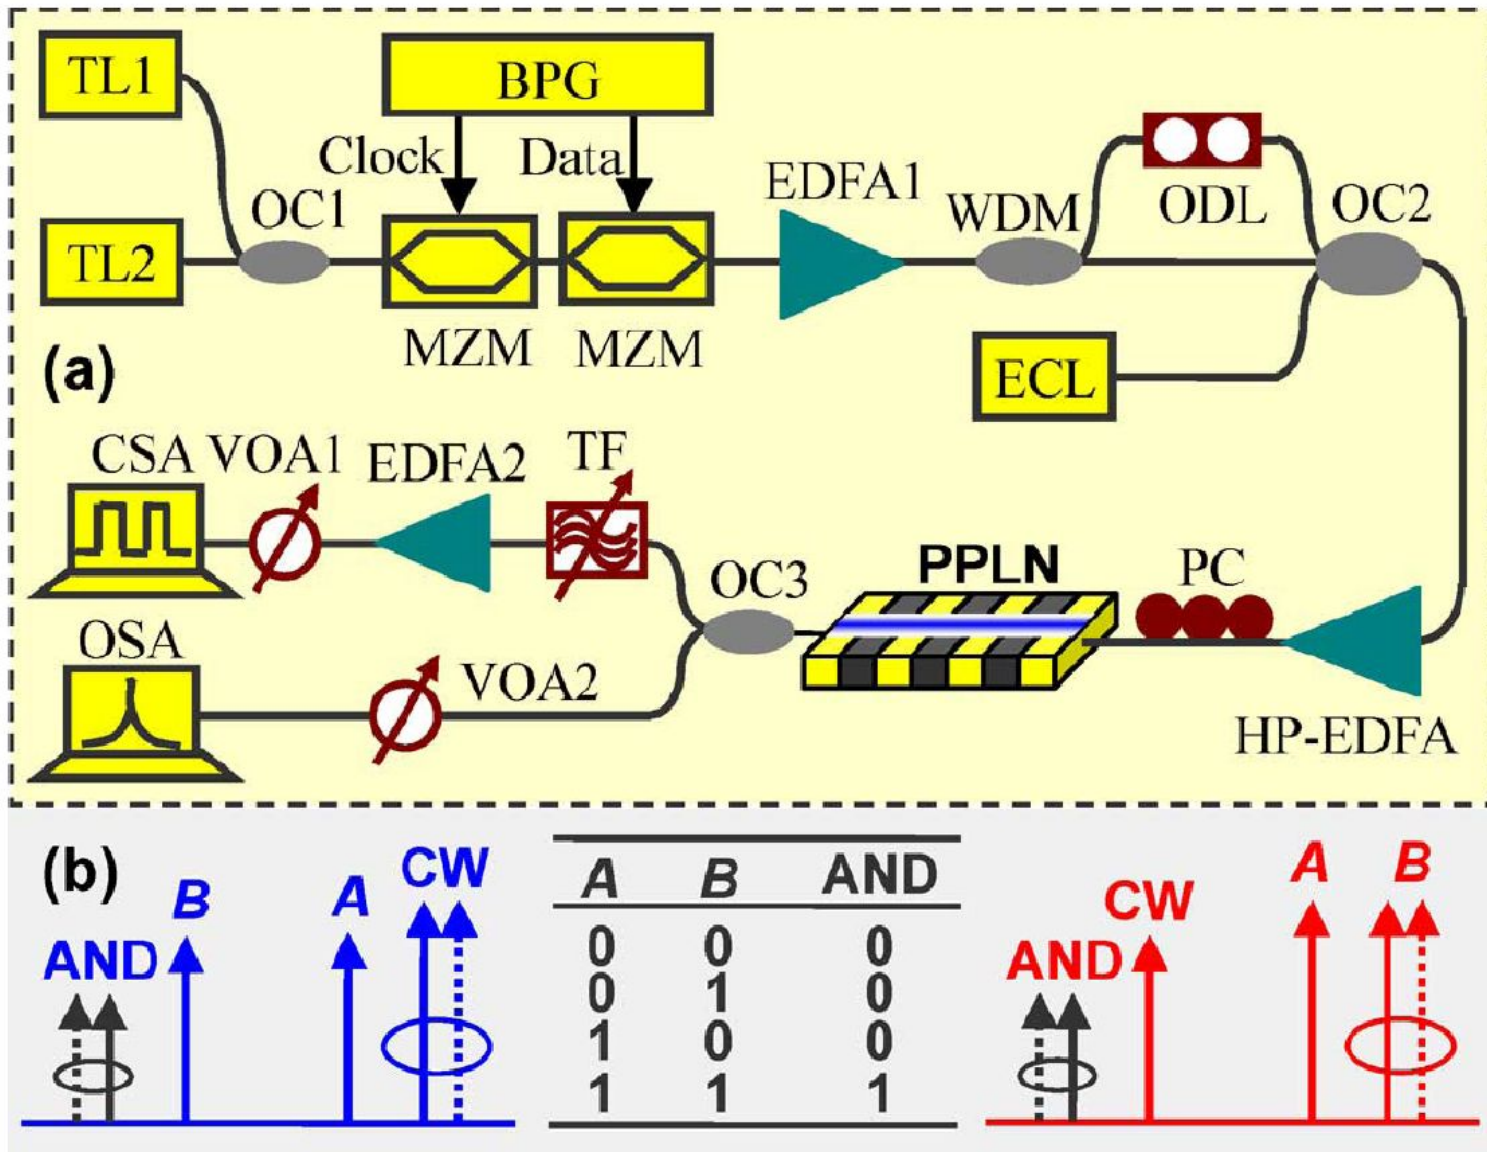 TL1
BPG
Clock
Data
EDFA1
OC1
WDM
ODL
OC2
TL2
MZM
MZM
ECL
(a)
CSA
VOA1
EDFA2
TF
PPLN
PC
OC3
OSA
VOA2
HP-EDFA
(b)
B
A
CW
AND
A B AND
0 0 0
0 1 0
1 0 0
1 1 1
A
B
CW
AND